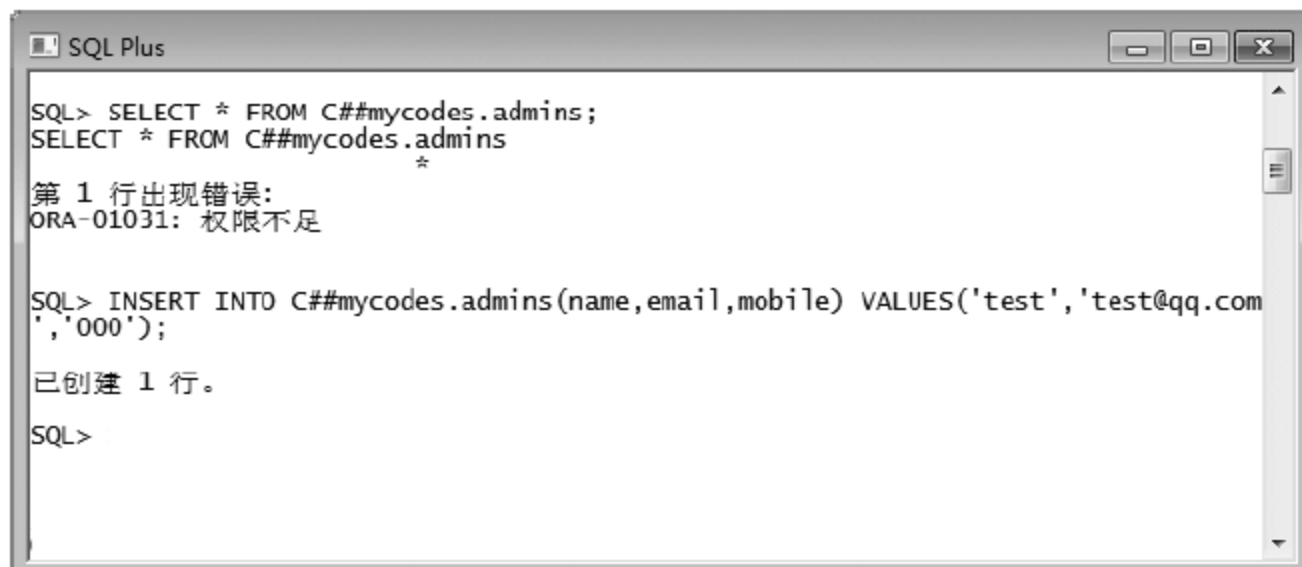 SQL Plus
SQL> SELECT * FROM C##mycodes.admins;
SELECT * FROM C##mycodes.admins
*
第 1 行出现错误:
ORA-01031: 权限不足
SQL> INSERT INTO C##mycodes.admins(name,email,mobile) VALUES('test','test@qq.com
','000');
已创建 1 行。
SQL>